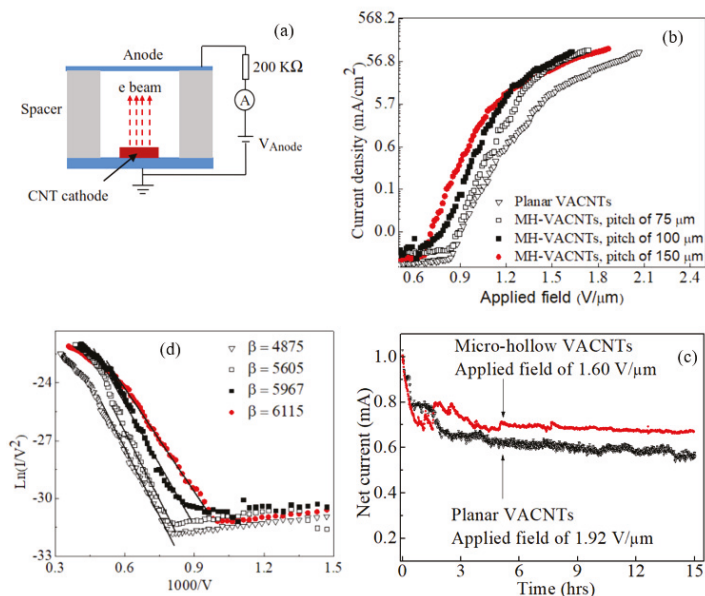 (a)
Anode
200 KΩ
e beam
A
Spacer
V_Anode
CNT cathode
(b)
568.2
56.8
5.7
0.6
0.1
0.0
Current density (mA/cm²)
Planar VACNTs
MH-VACNTs, pitch of 75 μm
MH-VACNTs, pitch of 100 μm
MH-VACNTs, pitch of 150 μm
0.6 0.9 1.2 1.5 1.8 2.1 2.4
Applied field (V/μm)
(d)
β = 4875
β = 5605
β = 5967
β = 6115
-24
-27
-30
-33
Ln(I/V²)
0.3 0.6 0.9 1.2 1.5
1000/V
(c)
Micro-hollow VACNTs
Applied field of 1.60 V/μm
1.0
0.8
0.6
0.4
0.2
Net current (mA)
Planar VACNTs
Applied field of 1.92 V/μm
0 3 6 9 12 15
Time (hrs)